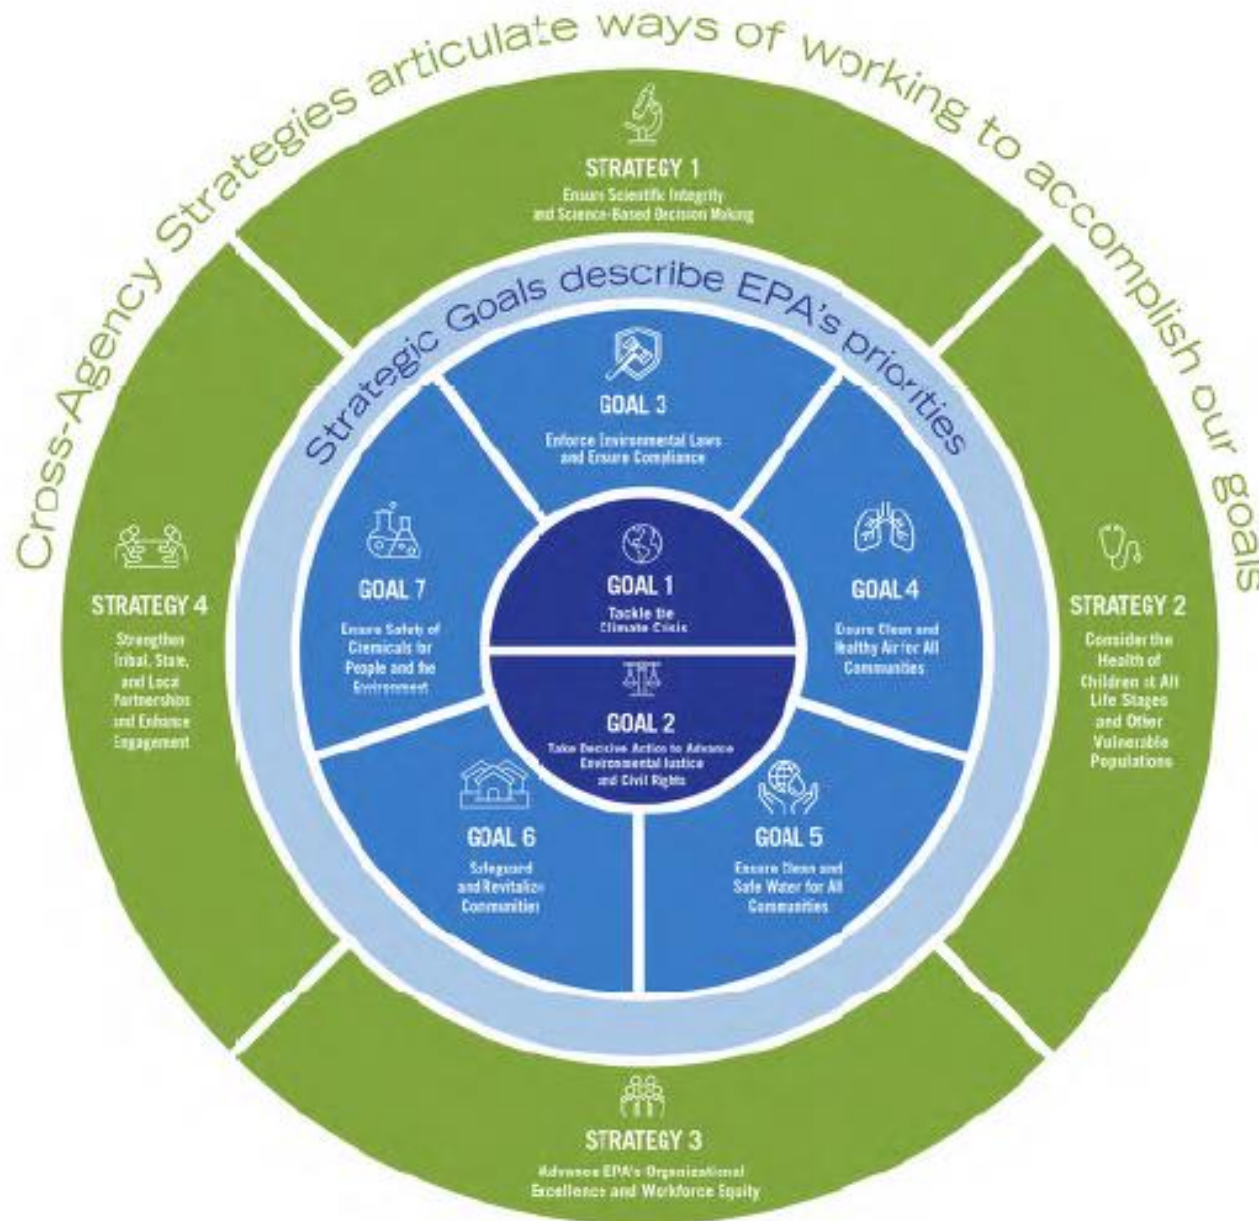 Cross-Agency Strategies articulate ways of working to accomplish our goals
STRATEGY 1
Ensure Scientific Integrity
and Science-Based Decision Making
Strategic Goals describe EPA's priorities
GOAL 3
Enforce Environmental Laws
and Ensure Compliance
GOAL 1
Tackle the
Climate Crisis
GOAL 2
Take Decisive Action to Advance
Environmental Justice
and Civil Rights
GOAL 4
Ensure Clean and
Healthy Air for All
Communities
GOAL 5
Ensure Clean and
Safe Water for All
Communities
GOAL 6
Safeguard
and Revitalize
Communities
GOAL 7
Ensure Safety of
Chemicals for
People and the
Environment
STRATEGY 2
Consider the
Health of
Children at All
Life Stages
and Other
Vulnerable
Populations
STRATEGY 3
Advance EPA's Organizational
Excellence and Workforce Equity
STRATEGY 4
Strengthen
Tribal, State,
and Local
Partnerships
and Enhance
Engagement